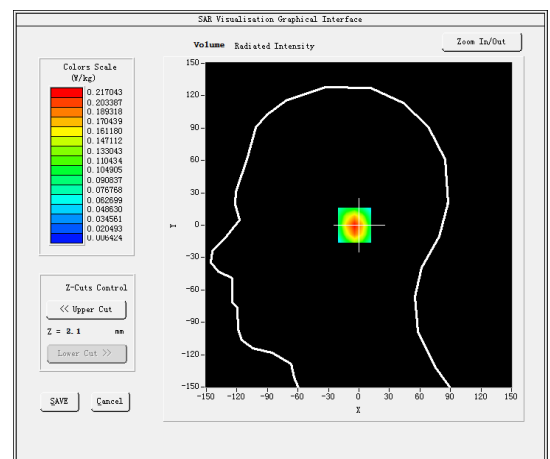 SAR Visualisation Graphical Interface
Volume Radiated Intensity
Zoom In/Out
Colors Scale
(W/kg)
0.217043
0.203387
0.189318
0.170439
0.161180
0.147112
0.133043
0.110434
0.104905
0.090837
0.076768
0.062699
0.048630
0.034561
0.020493
0.006424
Z-Cuts Control
<< Upper Cut
Z = 2.1 mm
Lower Cut >>
SAVE Cancel
150
120
90
60
30
0
-30
-60
-90
-120
-150
Y
-150 -120 -90 -60 -30 0 30 60 90 120 150
X